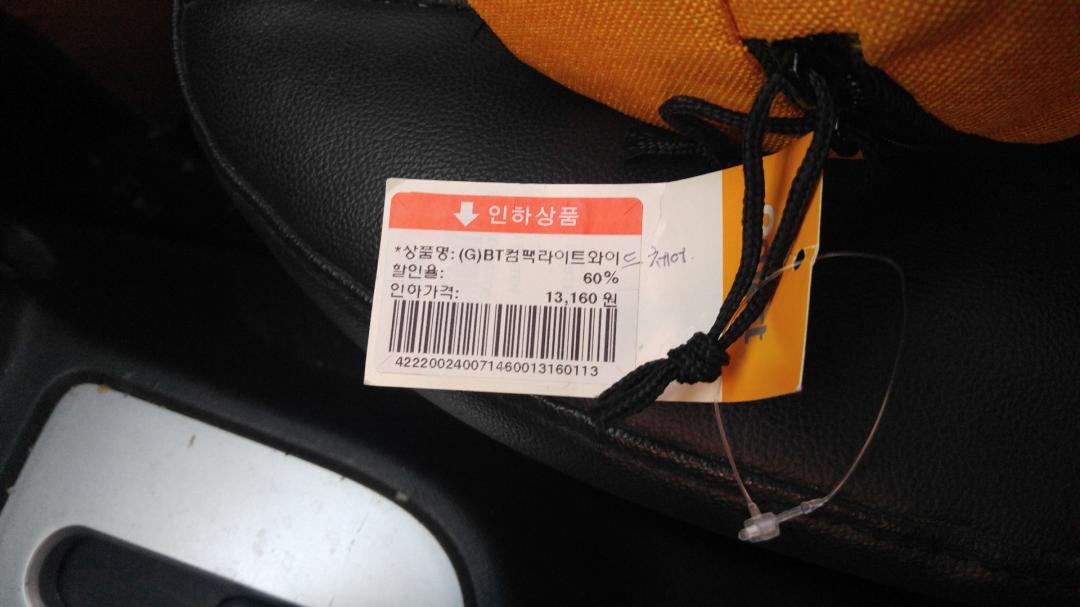 인하상품
*상품명: (G)BT컴팩라이트와이드 체어.
할인율: 60%
인하가격: 13,160 원
422200240071460013160113